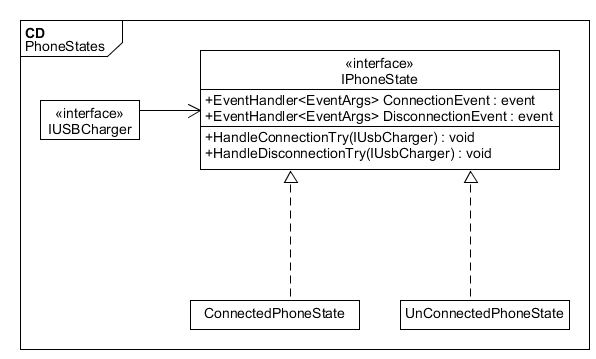 CD
PhoneStates
«interface»
IPhoneState
+EventHandler<EventArgs> ConnectionEvent : event
+EventHandler<EventArgs> DisconnectionEvent : event
«interface»
IUSBCharger
+HandleConnectionTry(IUsbCharger) : void
+HandleDisconnectionTry(IUsbCharger) : void
ConnectedPhoneState
UnConnectedPhoneState